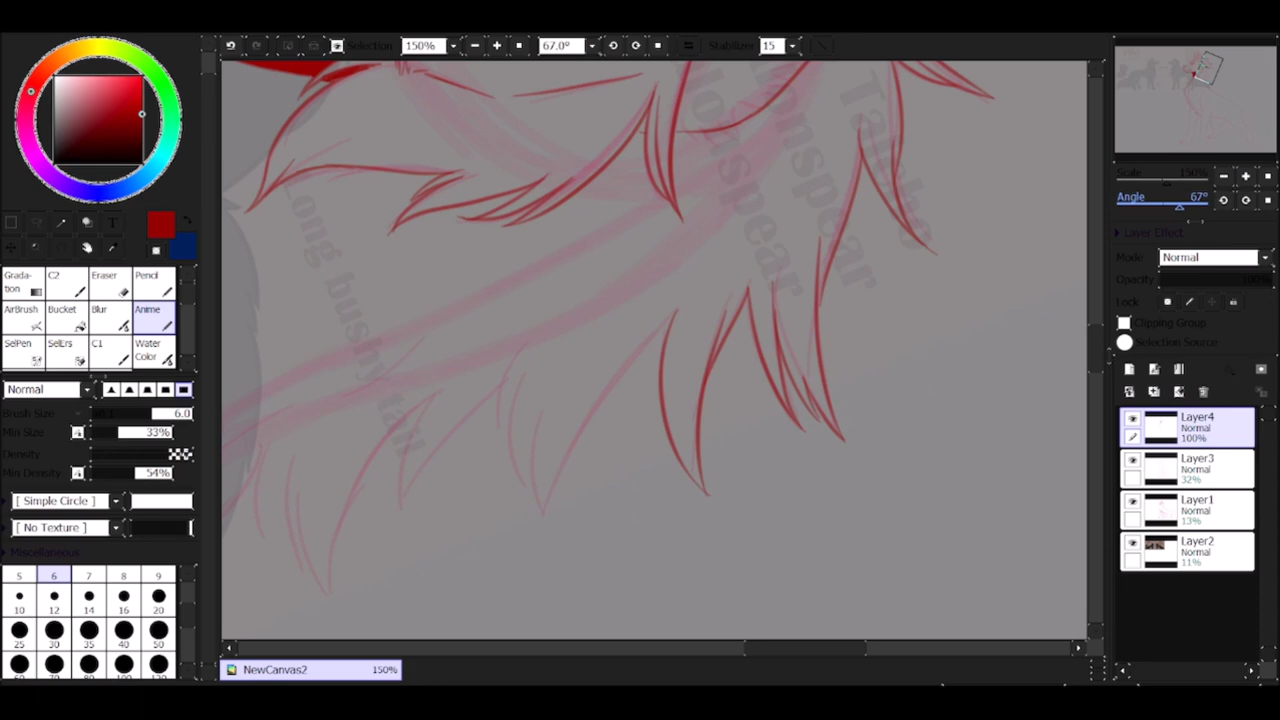 Selection 150% 67.0° Stabilizer 15
Scale 150%
Angle 67°
Layer Effect
Mode Normal
Opacity 100%
Lock
Clipping Group
Selection Source
Layer4
Normal
100%
Layer3
Normal
32%
Layer1
Normal
13%
Layer2
Normal
11%
T
Grada-
tion C2 Eraser Pencil
AirBrush Bucket Blur Anime
SelPen SelErs C1 Water
Color
Normal
Brush Size 6.0
Min Size 33%
Density
Min Density 54%
[ Simple Circle ]
[ No Texture ]
Miscellaneous
5 6 7 8 9
10 12 14 16 20
25 30 35 40 50
Long bushy tail
NewCanvas2 150%